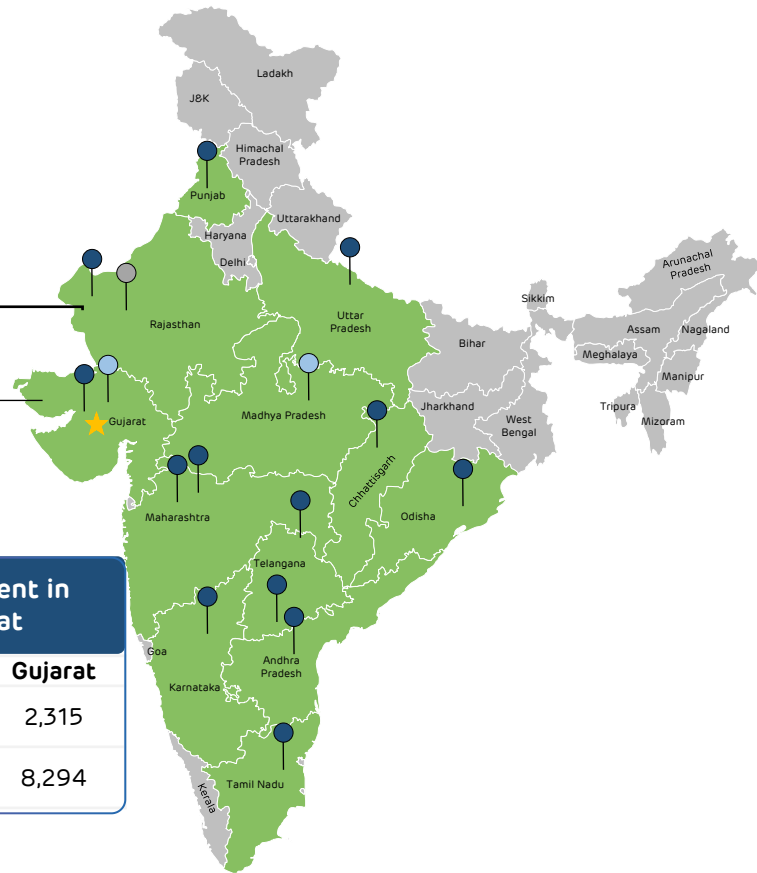 Ladakh
J&K
Himachal
Pradesh
Punjab
Uttarakhand
Haryana
Delhi
Arunachal
Pradesh
Sikkim
Rajasthan
Uttar
Pradesh
Assam
Nagaland
Bihar
Meghalaya
Manipur
Gujarat
Madhya Pradesh
Jharkhand
West
Bengal
Tripura
Mizoram
Chhattisgarh
Maharashtra
Odisha
Telangana
ent in
at
Goa
Andhra
Pradesh
Gujarat
Karnataka
2,315
8,294
Tamil Nadu
Kerala